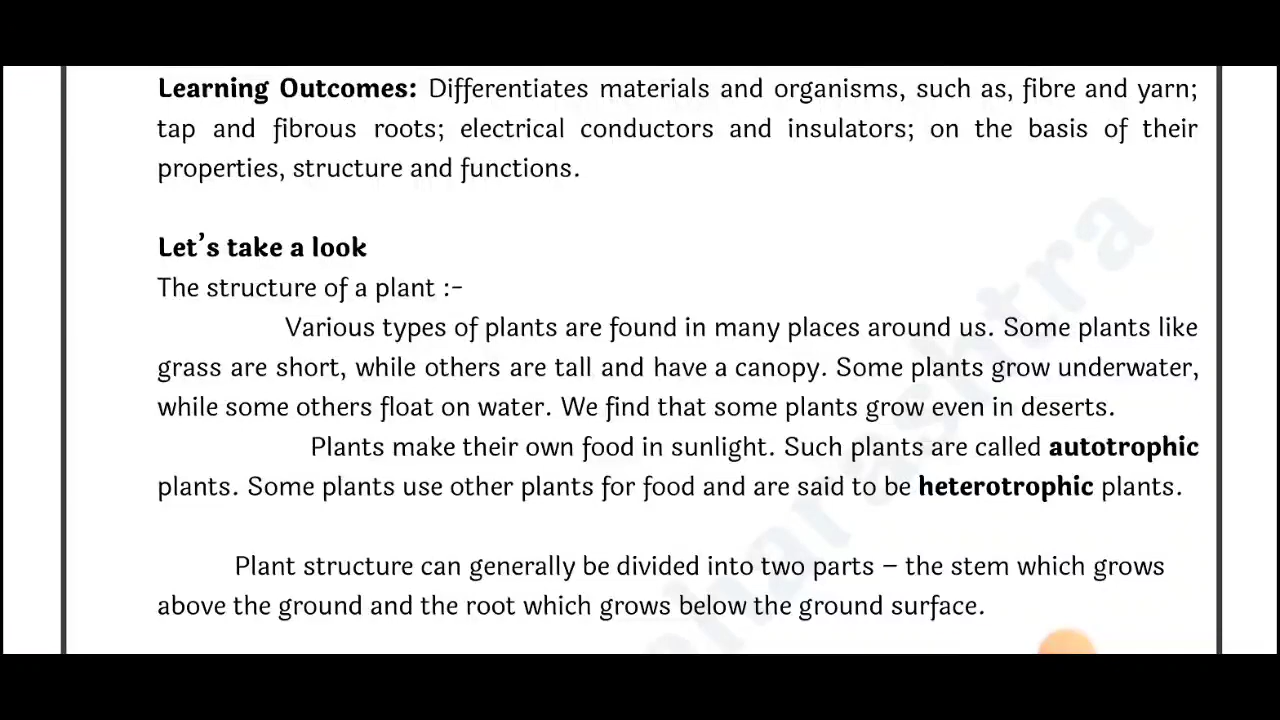 Learning Outcomes: Differentiates materials and organisms, such as, fibre and yarn;
tap and fibrous roots; electrical conductors and insulators; on the basis of their
properties, structure and functions.
Let's take a look
The structure of a plant :-
Various types of plants are found in many places around us. Some plants like
grass are short, while others are tall and have a canopy. Some plants grow underwater,
while some others float on water. We find that some plants grow even in deserts.
Plants make their own food in sunlight. Such plants are called autotrophic
plants. Some plants use other plants for food and are said to be heterotrophic plants.
Plant structure can generally be divided into two parts – the stem which grows
above the ground and the root which grows below the ground surface.